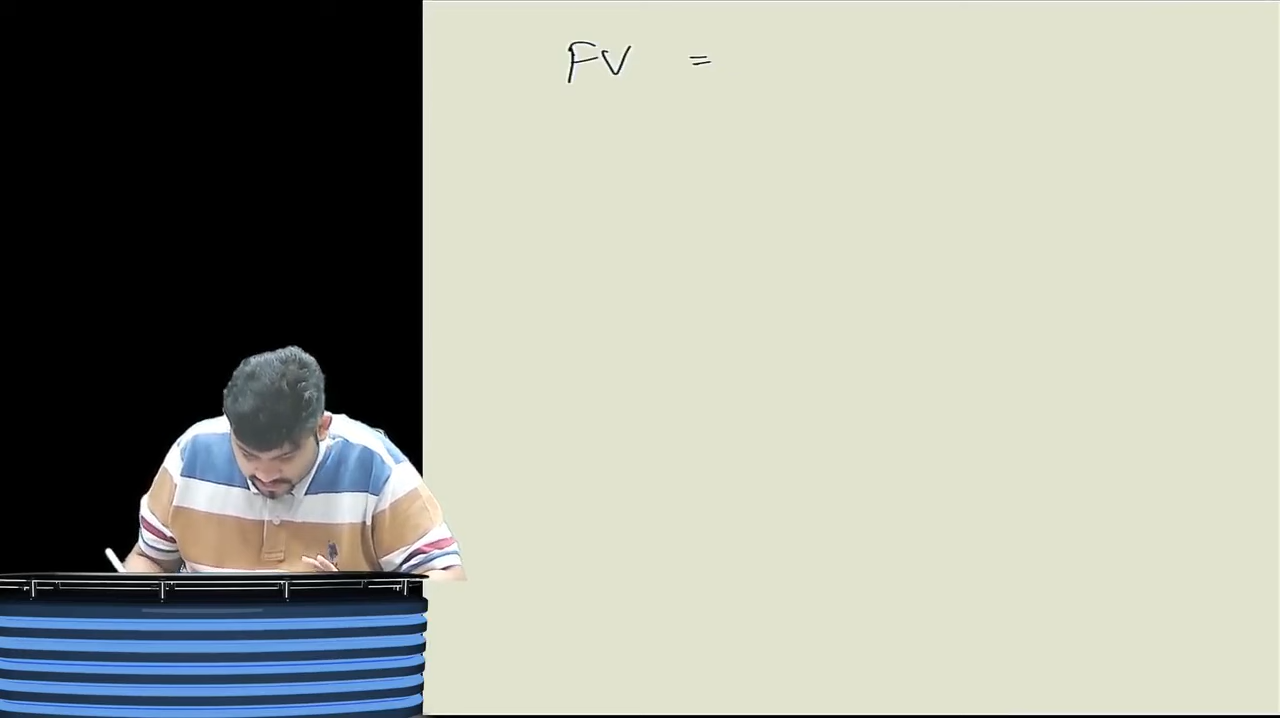 FV =